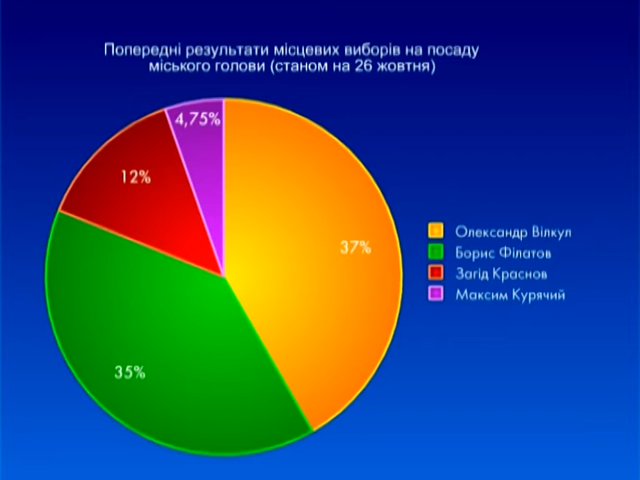 Попередні результати місцевих виборів на посаду
міського голови (станом на 26 жовтня)
4,75%
12%
37%
35%
Олександр Вілкул
Борис Філатов
Загід Краснов
Максим Курячий